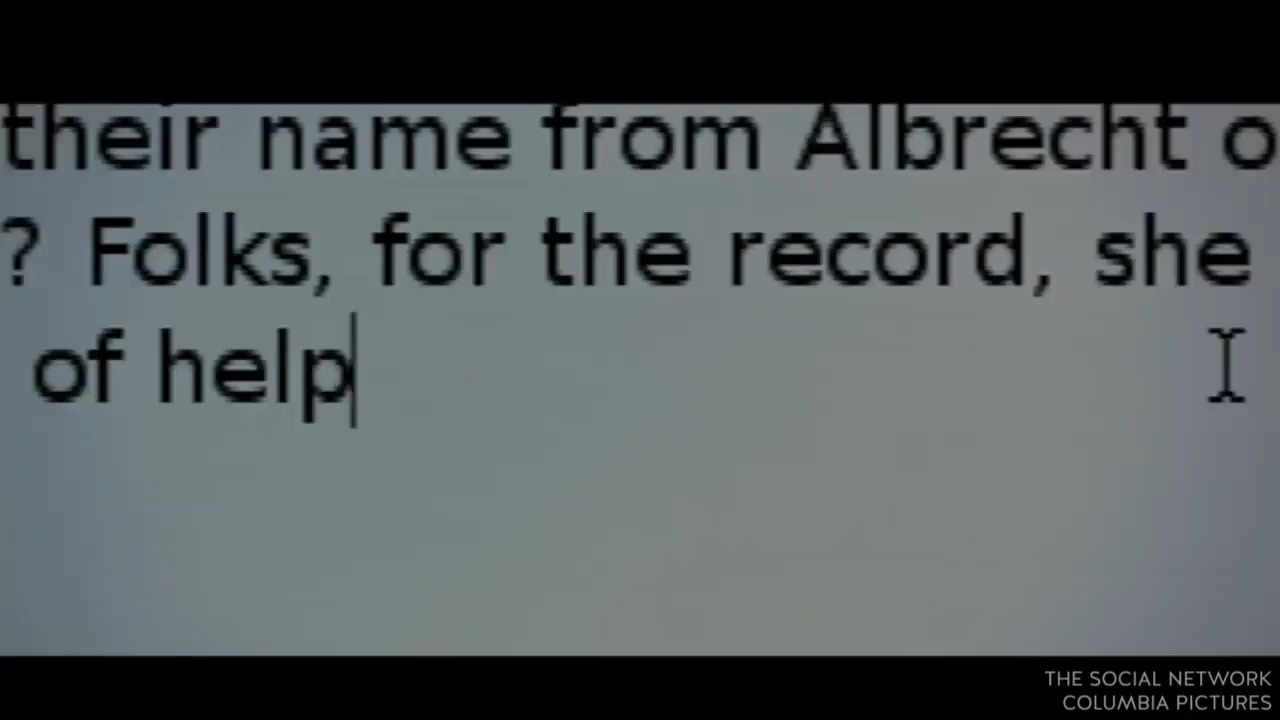 their name from Albrecht o
? Folks, for the record, she
of help
THE SOCIAL NETWORK
COLUMBIA PICTURES